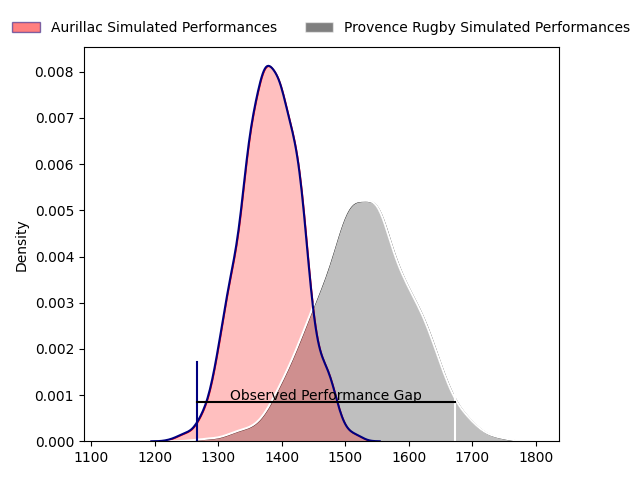 Aurillac Simulated Performances Provence Rugby Simulated Performances
0.008
0.007
0.006
0.005
0.004
0.003
0.002
0.001
0.000
Density
Observed Performance Gap
1100 1200 1300 1400 1500 1600 1700 1800